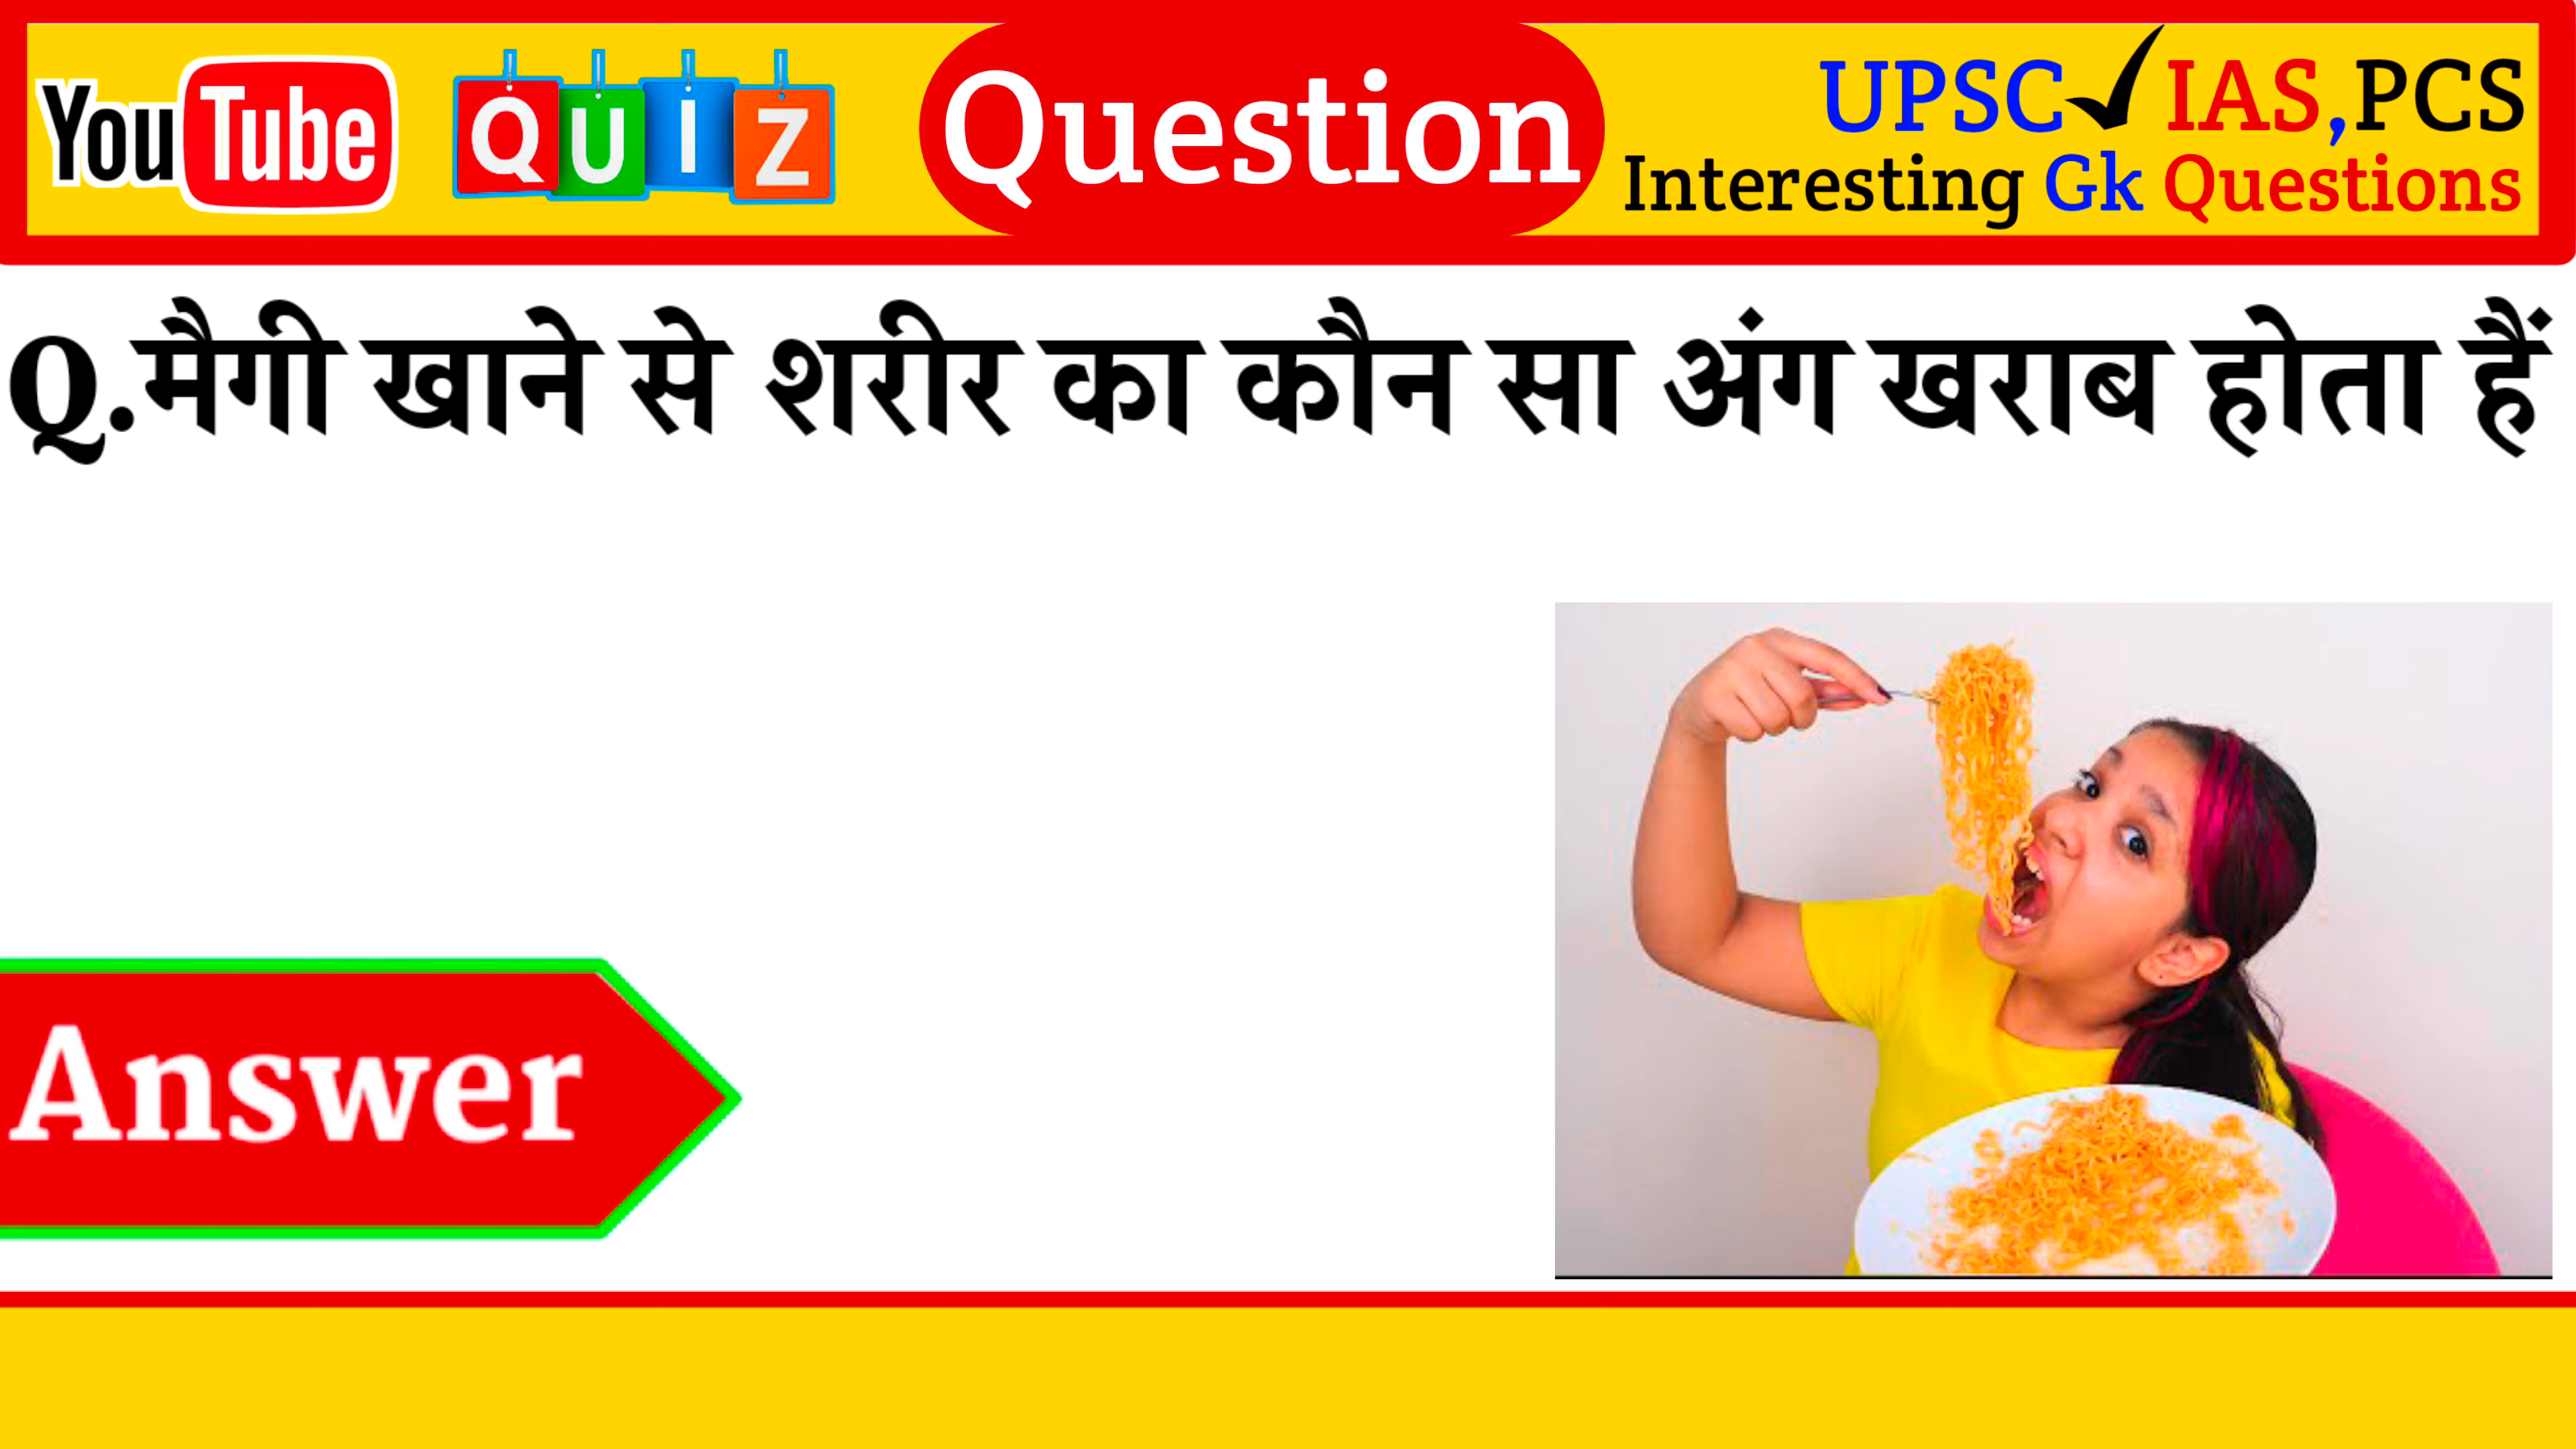 YouTube QUIZ Question UPSC✓IAS,PCS
Interesting Gk Questions
Q.मैगी खाने से शरीर का कौन सा अंग खराब होता हैं
Answer